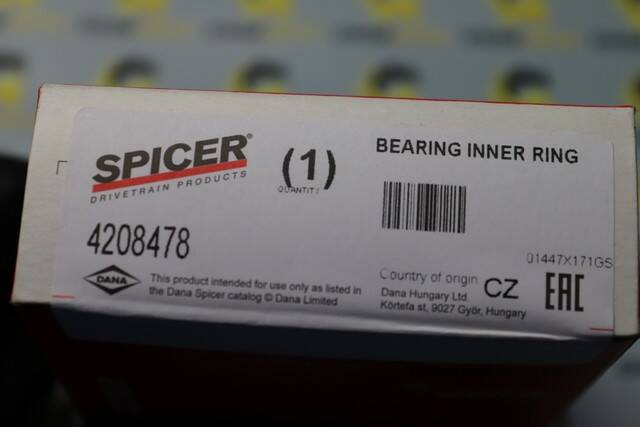 SPICER®
DRIVETRAIN PRODUCTS
(1)
QUANTITY
BEARING INNER RING
4208478
01447X171GS
DANA
This product intended for use only as listed in
the Dana Spicer catalog © Dana Limited
Country of origin CZ
Dana Hungary Ltd.
Körtefa st, 9027 Györ, Hungary
EAC